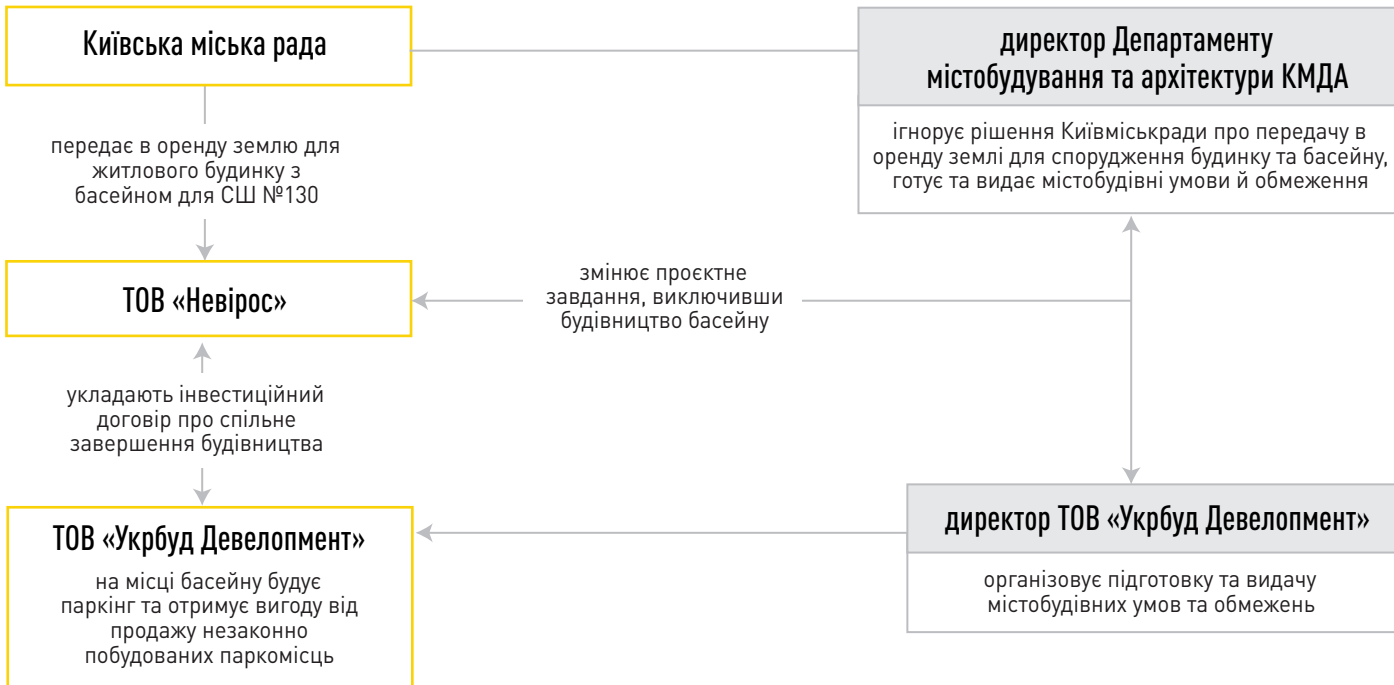 Київська міська рада
директор Департаменту
містобудування та архітектури КМДА
ігнорує рішення Київміськради про передачу в
оренду землі для спорудження будинку та басейну,
готує та видає містобудівні умови й обмеження
передає в оренду землю для
житлового будинку з
басейном для СШ №130
ТОВ «Невірос»
змінює проєктне
завдання, виключивши
будівництво басейну
укладають інвестиційний
договір про спільне
завершення будівництва
ТОВ «Укрбуд Девелопмент»
на місці басейну будує
паркінг та отримує вигоду від
продажу незаконно
побудованих паркомісць
директор ТОВ «Укрбуд Девелопмент»
організовує підготовку та видачу
містобудівних умов та обмежень